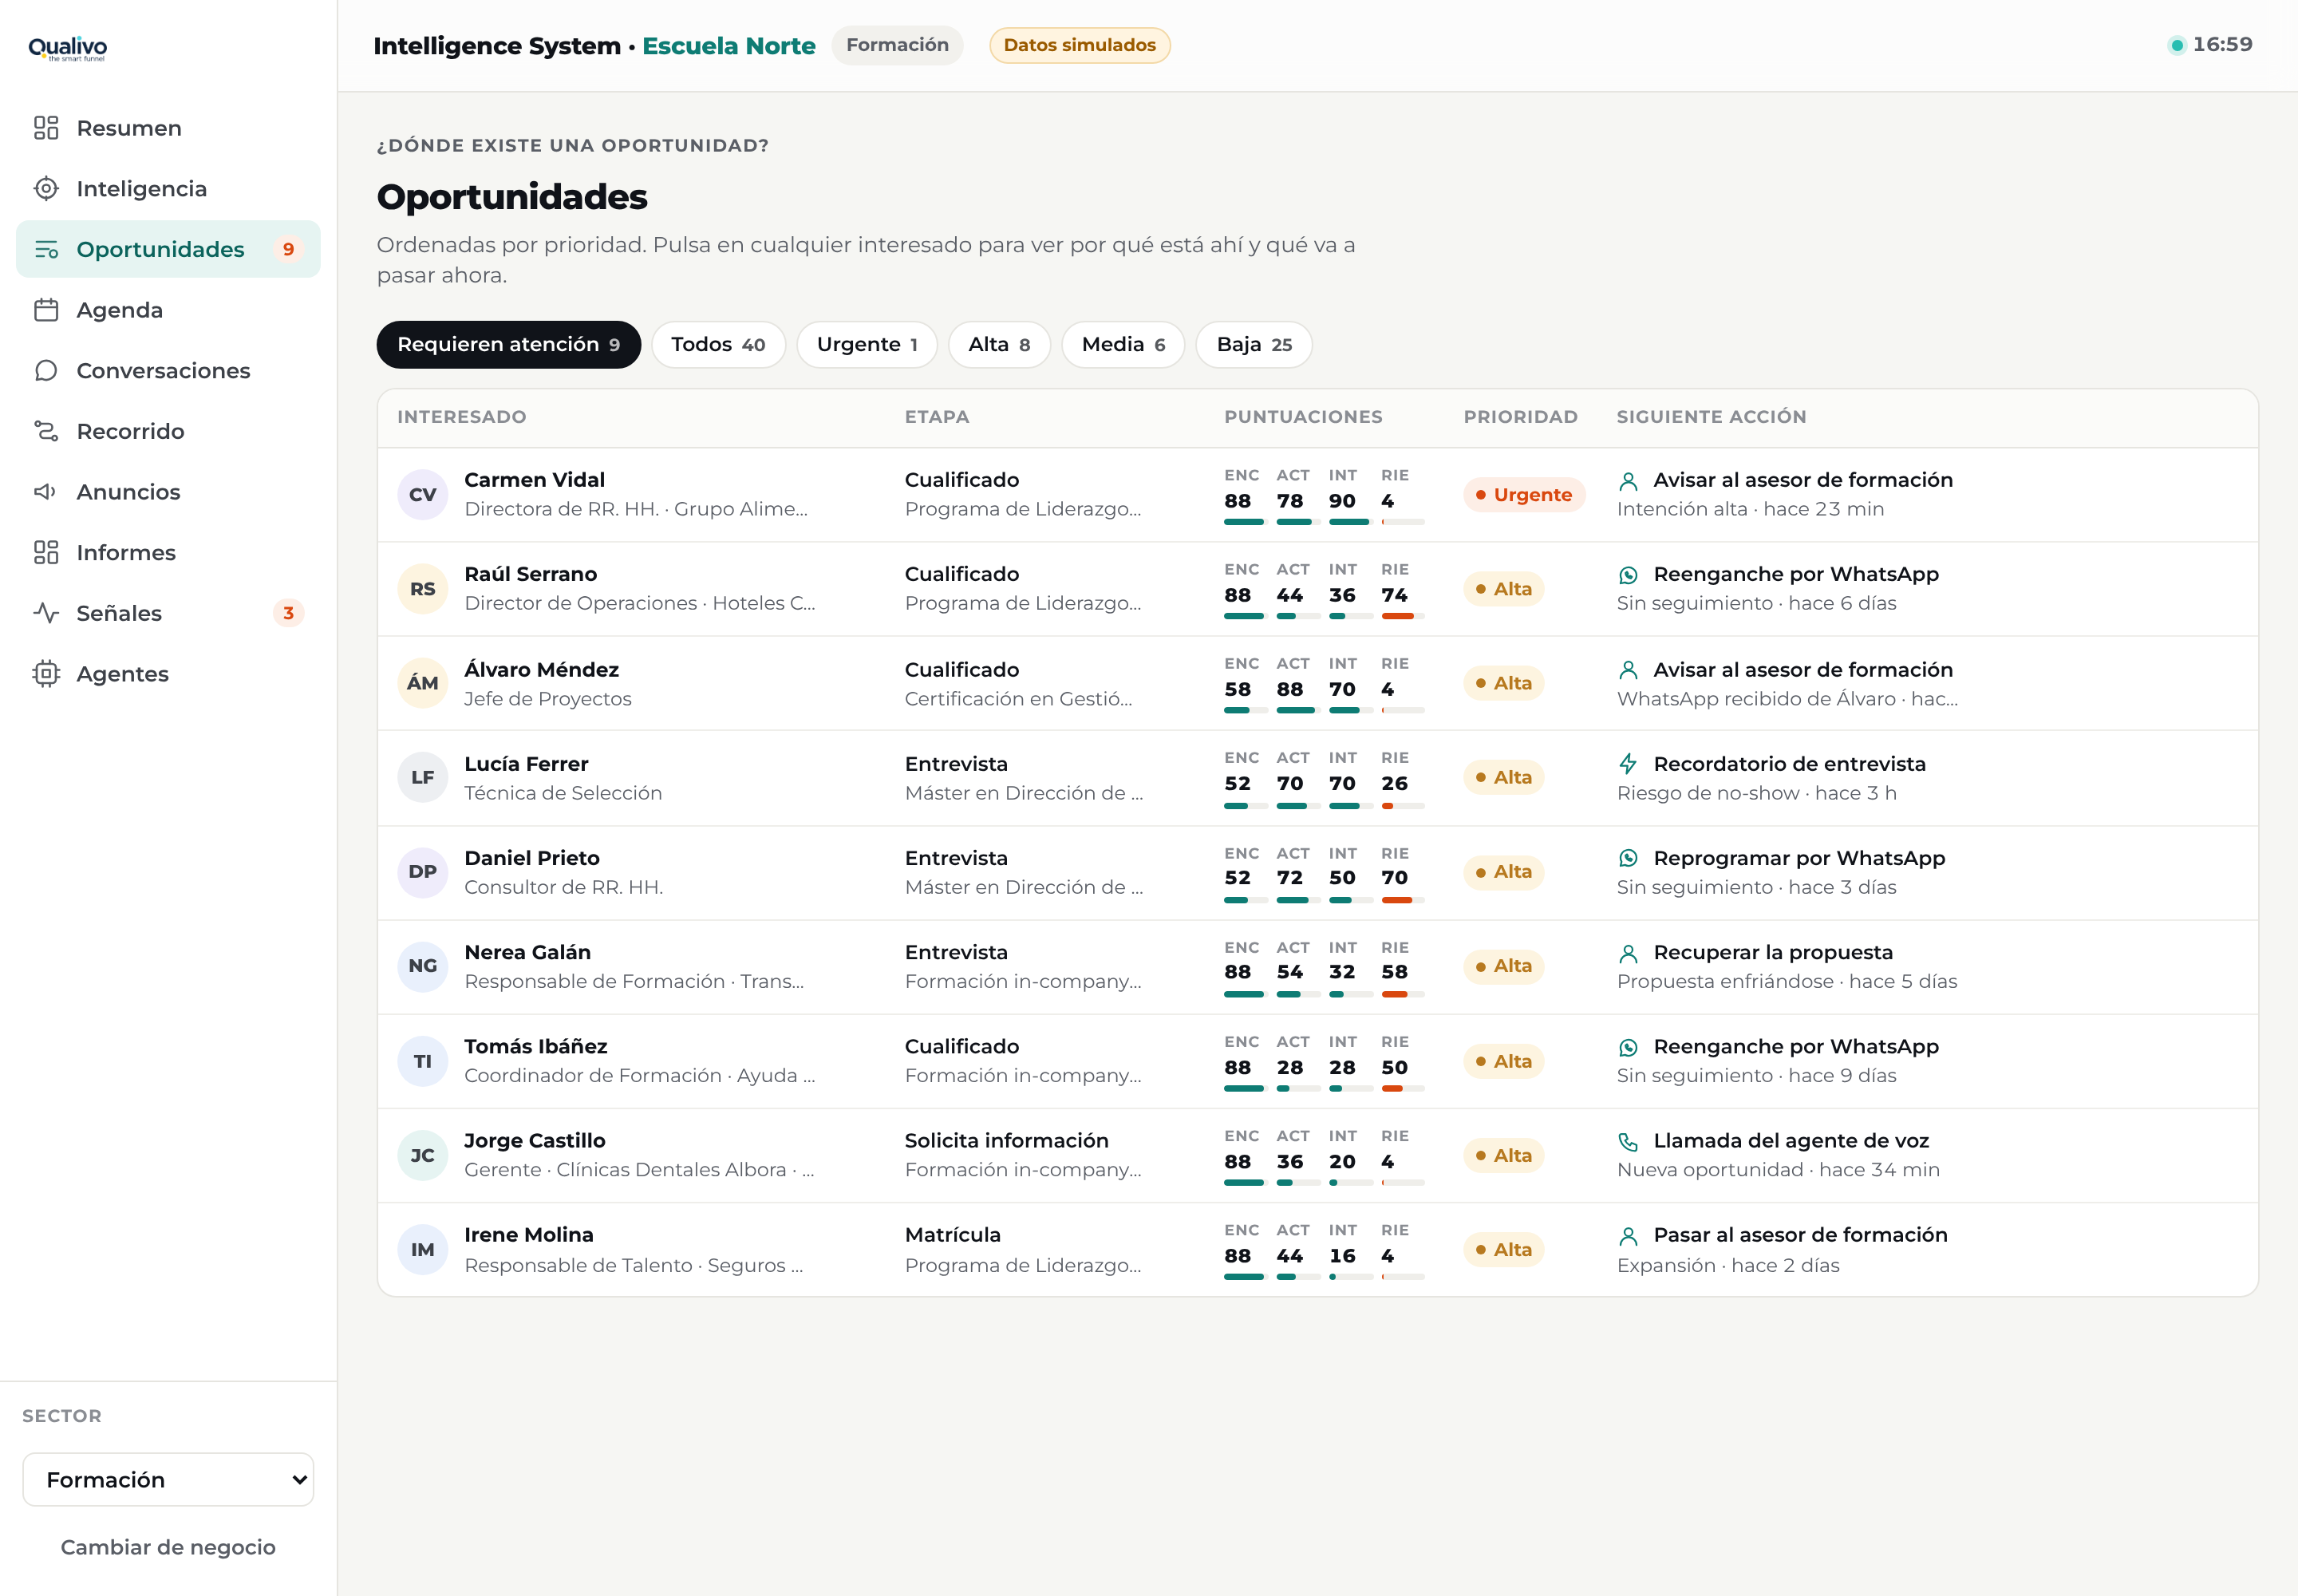 Qualivo
the smart funnel
Resumen
Inteligencia
Oportunidades 9
Agenda
Conversaciones
Recorrido
Anuncios
Informes
Señales 3
Agentes
SECTOR
Formación
Cambiar de negocio
Intelligence System · Escuela Norte Formación Datos simulados 16:59
¿DÓNDE EXISTE UNA OPORTUNIDAD?
Oportunidades
Ordenadas por prioridad. Pulsa en cualquier interesado para ver por qué está ahí y qué va a
pasar ahora.
Requieren atención 9 Todos 40 Urgente 1 Alta 8 Media 6 Baja 25
INTERESADO ETAPA PUNTUACIONES PRIORIDAD SIGUIENTE ACCIÓN
CV Carmen Vidal Cualificado ENC ACT INT RIE Urgente Avisar al asesor de formación
Directora de RR. HH. · Grupo Alime... Programa de Liderazgo... 88 78 90 4 Intención alta · hace 23 min
RS Raúl Serrano Cualificado ENC ACT INT RIE Alta Reenganche por WhatsApp
Director de Operaciones · Hoteles C... Programa de Liderazgo... 88 44 36 74 Sin seguimiento · hace 6 días
ÁM Álvaro Méndez Cualificado ENC ACT INT RIE Alta Avisar al asesor de formación
Jefe de Proyectos Certificación en Gestió... 58 88 70 4 WhatsApp recibido de Álvaro · hac...
LF Lucía Ferrer Entrevista ENC ACT INT RIE Alta Recordatorio de entrevista
Técnica de Selección Máster en Dirección de ... 52 70 70 26 Riesgo de no-show · hace 3 h
DP Daniel Prieto Entrevista ENC ACT INT RIE Alta Reprogramar por WhatsApp
Consultor de RR. HH. Máster en Dirección de ... 52 72 50 70 Sin seguimiento · hace 3 días
NG Nerea Galán Entrevista ENC ACT INT RIE Alta Recuperar la propuesta
Responsable de Formación · Trans... Formación in-company... 88 54 32 58 Propuesta enfriándose · hace 5 días
TI Tomás Ibáñez Cualificado ENC ACT INT RIE Alta Reenganche por WhatsApp
Coordinador de Formación · Ayuda ... Formación in-company... 88 28 28 50 Sin seguimiento · hace 9 días
JC Jorge Castillo Solicita información ENC ACT INT RIE Alta Llamada del agente de voz
Gerente · Clínicas Dentales Albora · ... Formación in-company... 88 36 20 4 Nueva oportunidad · hace 34 min
IM Irene Molina Matrícula ENC ACT INT RIE Alta Pasar al asesor de formación
Responsable de Talento · Seguros ... Programa de Liderazgo... 88 44 16 4 Expansión · hace 2 días